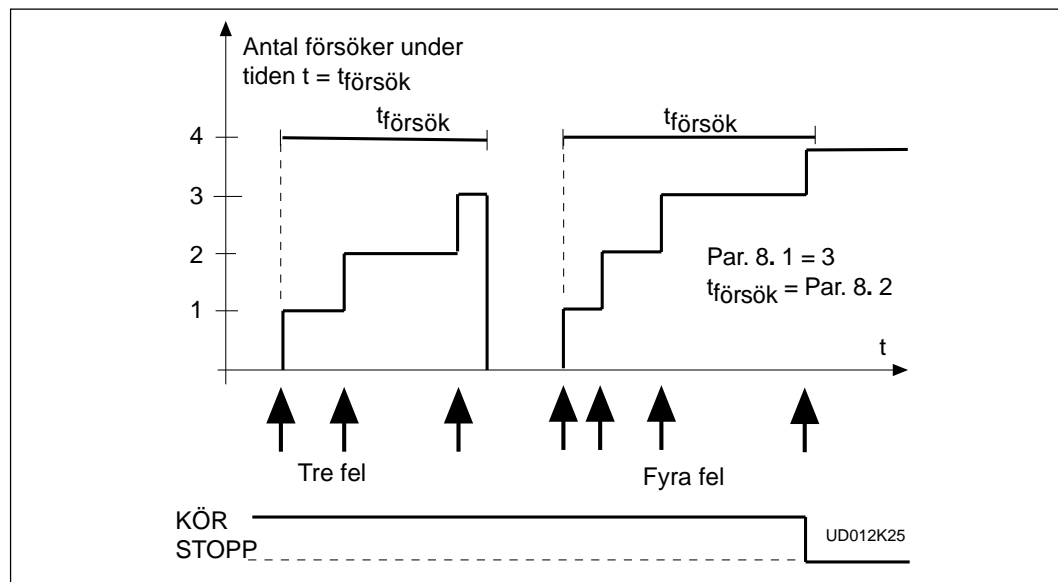 Antal försöker under
tiden t = tförsök
tförsök
tförsök
4
3
2
1
Par. 8. 1 = 3
tförsök = Par. 8. 2
t
Tre fel
Fyra fel
KÖR
STOPP
UD012K25